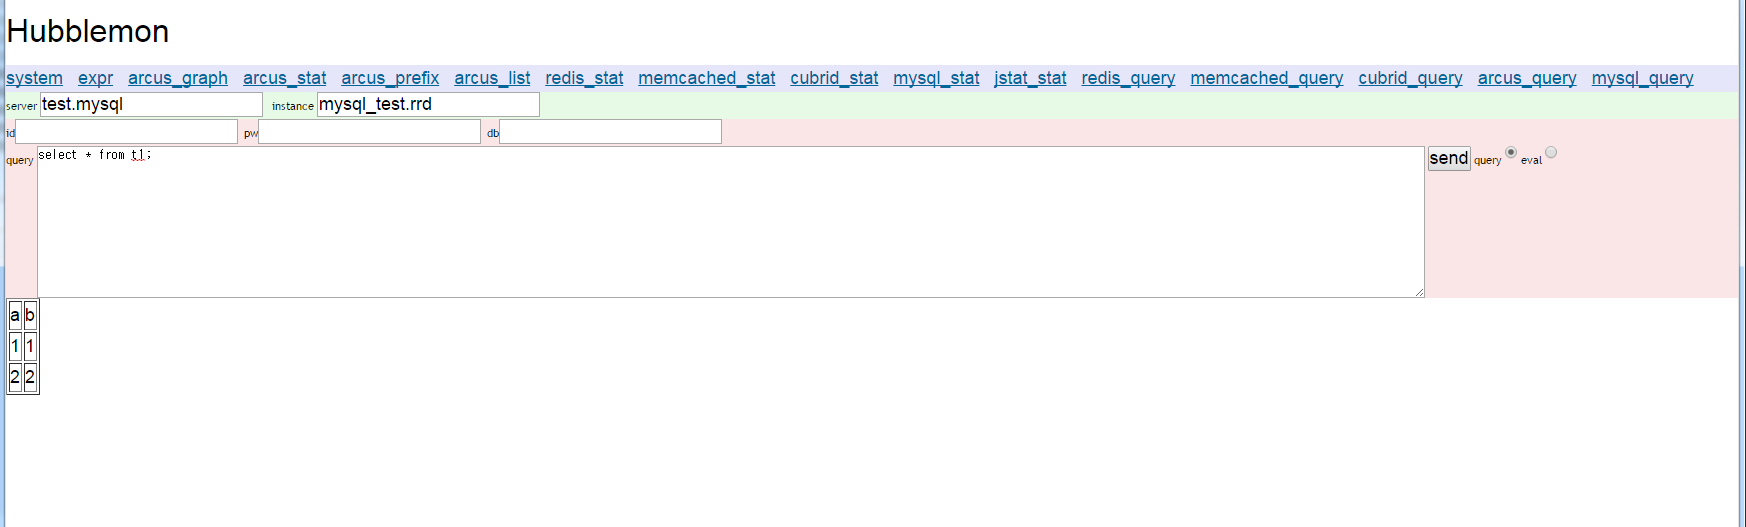 Hubblemon
system expr arcus_graph arcus_stat arcus_prefix arcus_list redis_stat memcached_stat cubrid_stat mysql_stat jstat_stat redis_query memcached_query cubrid_query arcus_query mysql_query
server test.mysql instance mysql_test.rrd
id pw db
query select * from t1; send query eval
a b
1 1
2 2